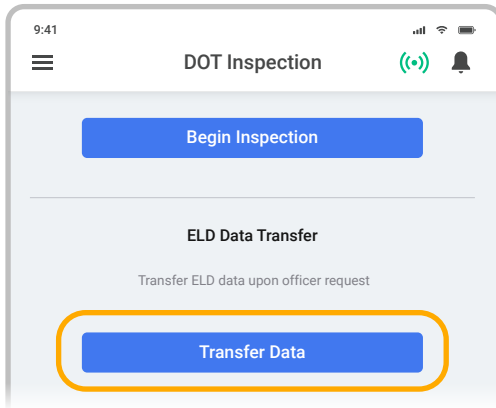 9:41
DOT Inspection
Begin Inspection
ELD Data Transfer
Transfer ELD data upon officer request
Transfer Data